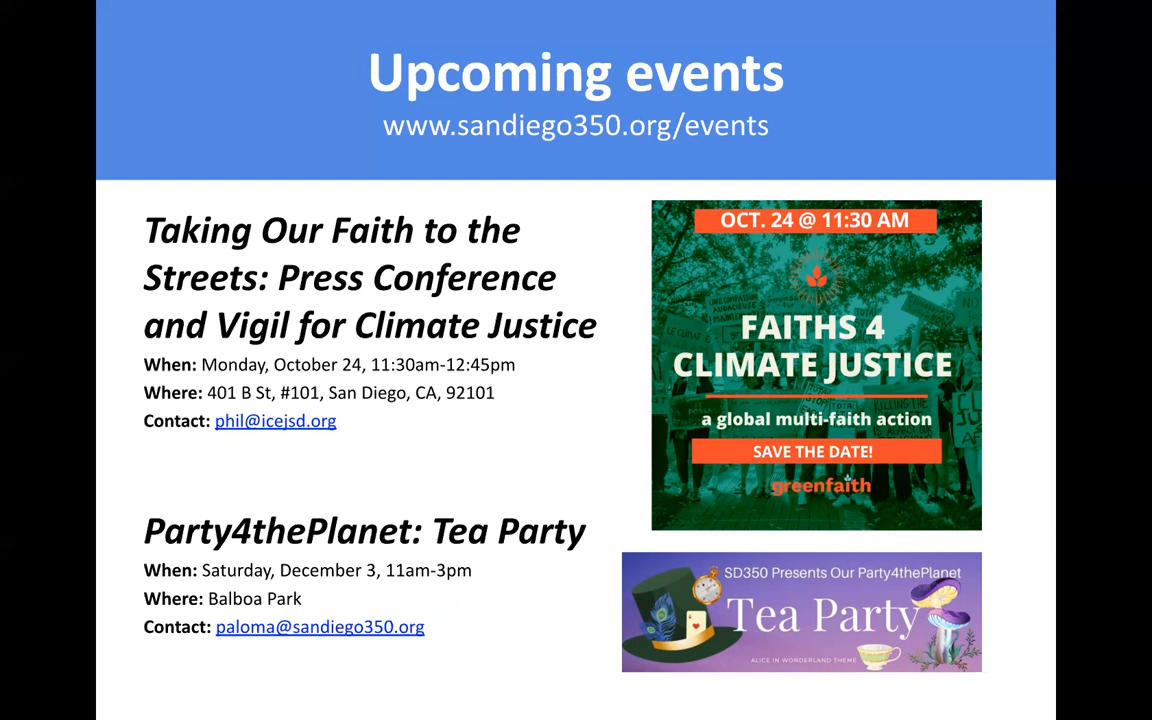 Upcoming events
www.sandiego350.org/events
Taking Our Faith to the
Streets: Press Conference
and Vigil for Climate Justice
When: Monday, October 24, 11:30am-12:45pm
Where: 401 B St, #101, San Diego, CA, 92101
Contact: phil@icejsd.org
Party4thePlanet: Tea Party
When: Saturday, December 3, 11am-3pm
Where: Balboa Park
Contact: paloma@sandiego350.org
OCT. 24 @ 11:30 AM
FAITHS 4
CLIMATE JUSTICE
a global multi-faith action
SAVE THE DATE!
greenfaith
SD350 Presents Our Party4thePlanet
Tea Party
ALICE IN WONDERLAND THEME